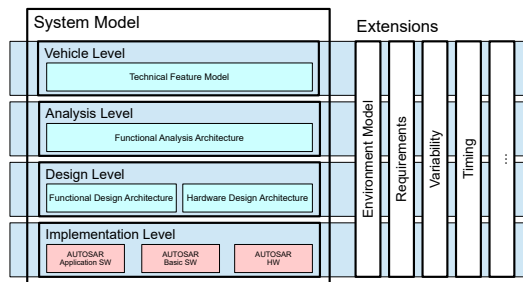 System Model
Extensions
Vehicle Level
Technical Feature Model
Analysis Level
Functional Analysis Architecture
Design Level
Functional Design Architecture
Hardware Design Architecture
Implementation Level
AUTOSAR
Application SW
AUTOSAR
Basic SW
AUTOSAR
HW
Environment Model
Requirements
Variability
Timing
...